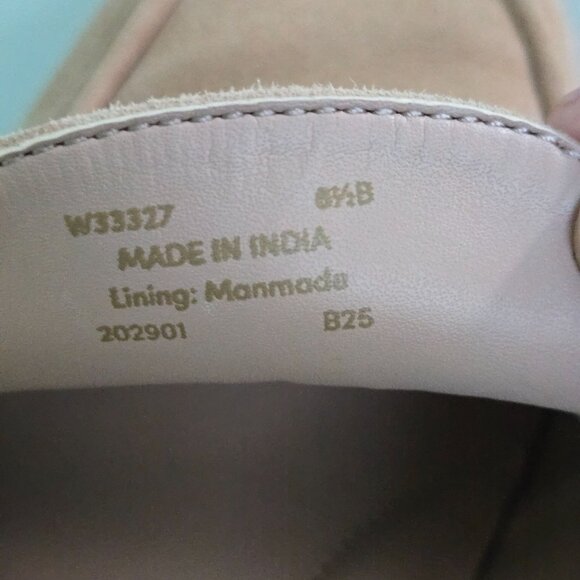 W33327 8½B
MADE IN INDIA
Lining: Manmade
202901 B25